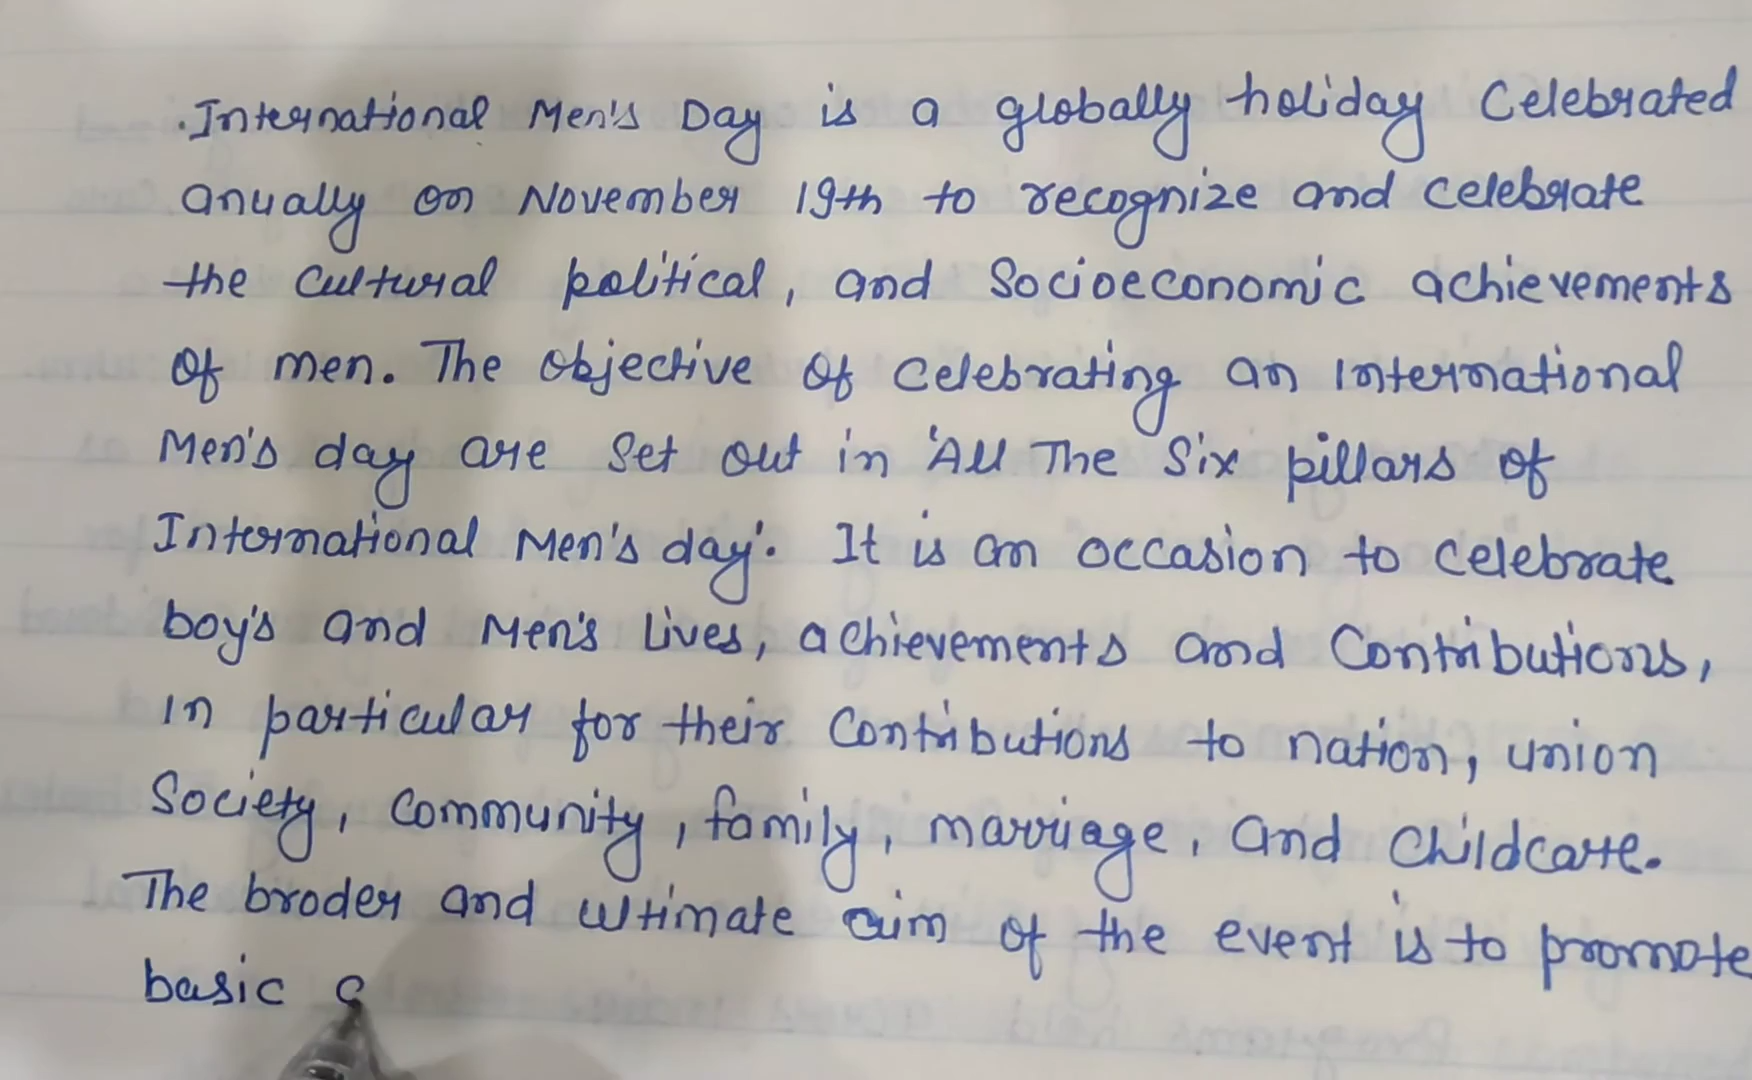 International Men's Day is a globally holiday Celebrated
anually on November 19th to recognize and celebrate
the cultural political, and Socioeconomic achievements
Of men. The Objective Of Celebrating an International
Men's day are Set Out in 'All The Six pillars of
International Men's day'. It is an occasion to celebrate
boy's and Men's lives, achievements and Contributions,
in particular for their Contributions to nation, union
Society, Community, family, marriage, and Childcare.
The broder and ultimate aim of the event is to promote
basic